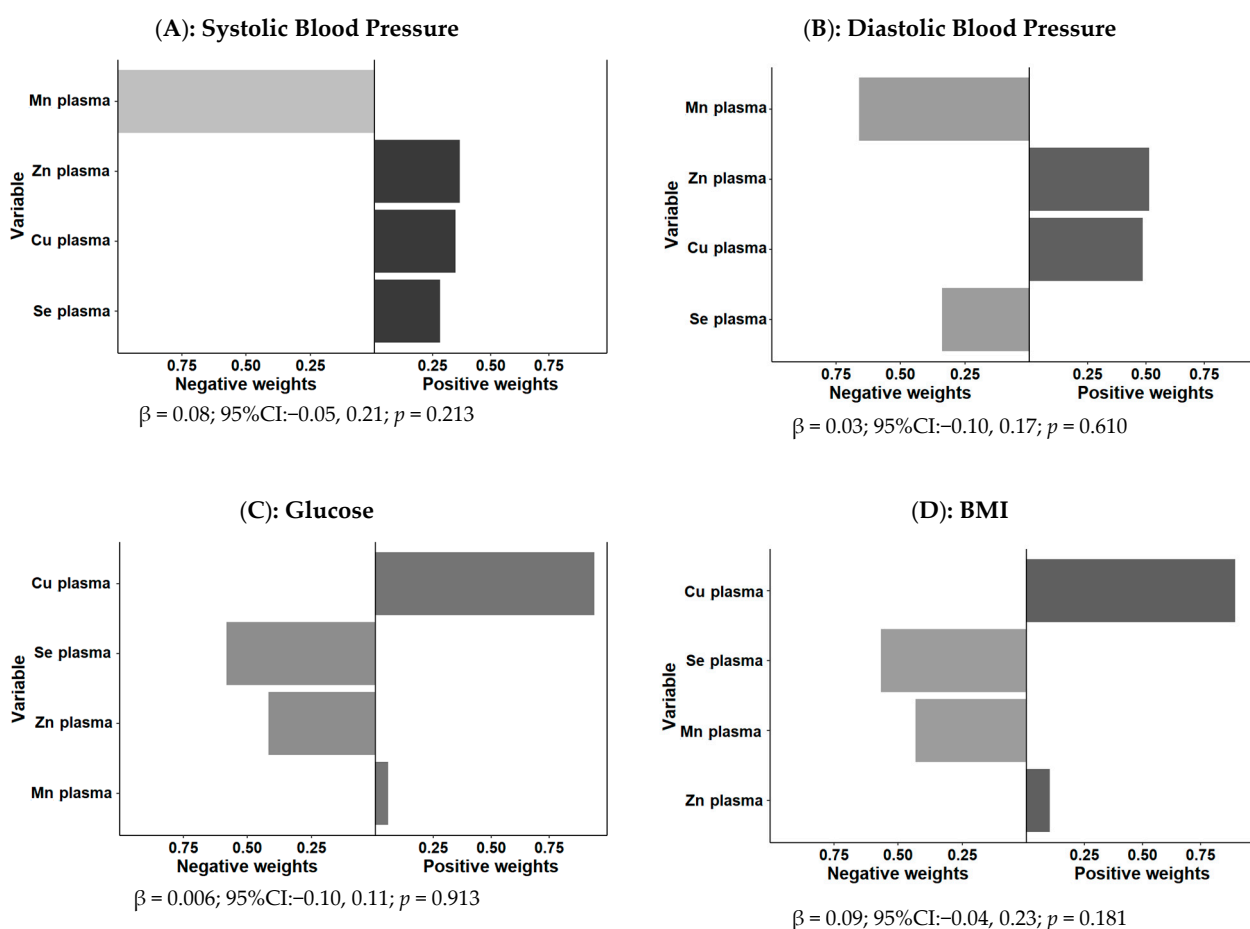 (A): Systolic Blood Pressure
Variable
Mn plasma
Zn plasma
Cu plasma
Se plasma
0.75 0.50 0.25 0.25 0.50 0.75
Negative weights Positive weights
β = 0.08; 95%CI:−0.05, 0.21; p = 0.213
(B): Diastolic Blood Pressure
Variable
Mn plasma
Zn plasma
Cu plasma
Se plasma
0.75 0.50 0.25 0.25 0.50 0.75
Negative weights Positive weights
β = 0.03; 95%CI:−0.10, 0.17; p = 0.610
(C): Glucose
Variable
Cu plasma
Se plasma
Zn plasma
Mn plasma
0.75 0.50 0.25 0.25 0.50 0.75
Negative weights Positive weights
β = 0.006; 95%CI:−0.10, 0.11; p = 0.913
(D): BMI
Variable
Cu plasma
Se plasma
Mn plasma
Zn plasma
0.75 0.50 0.25 0.25 0.50 0.75
Negative weights Positive weights
β = 0.09; 95%CI:−0.04, 0.23; p = 0.181